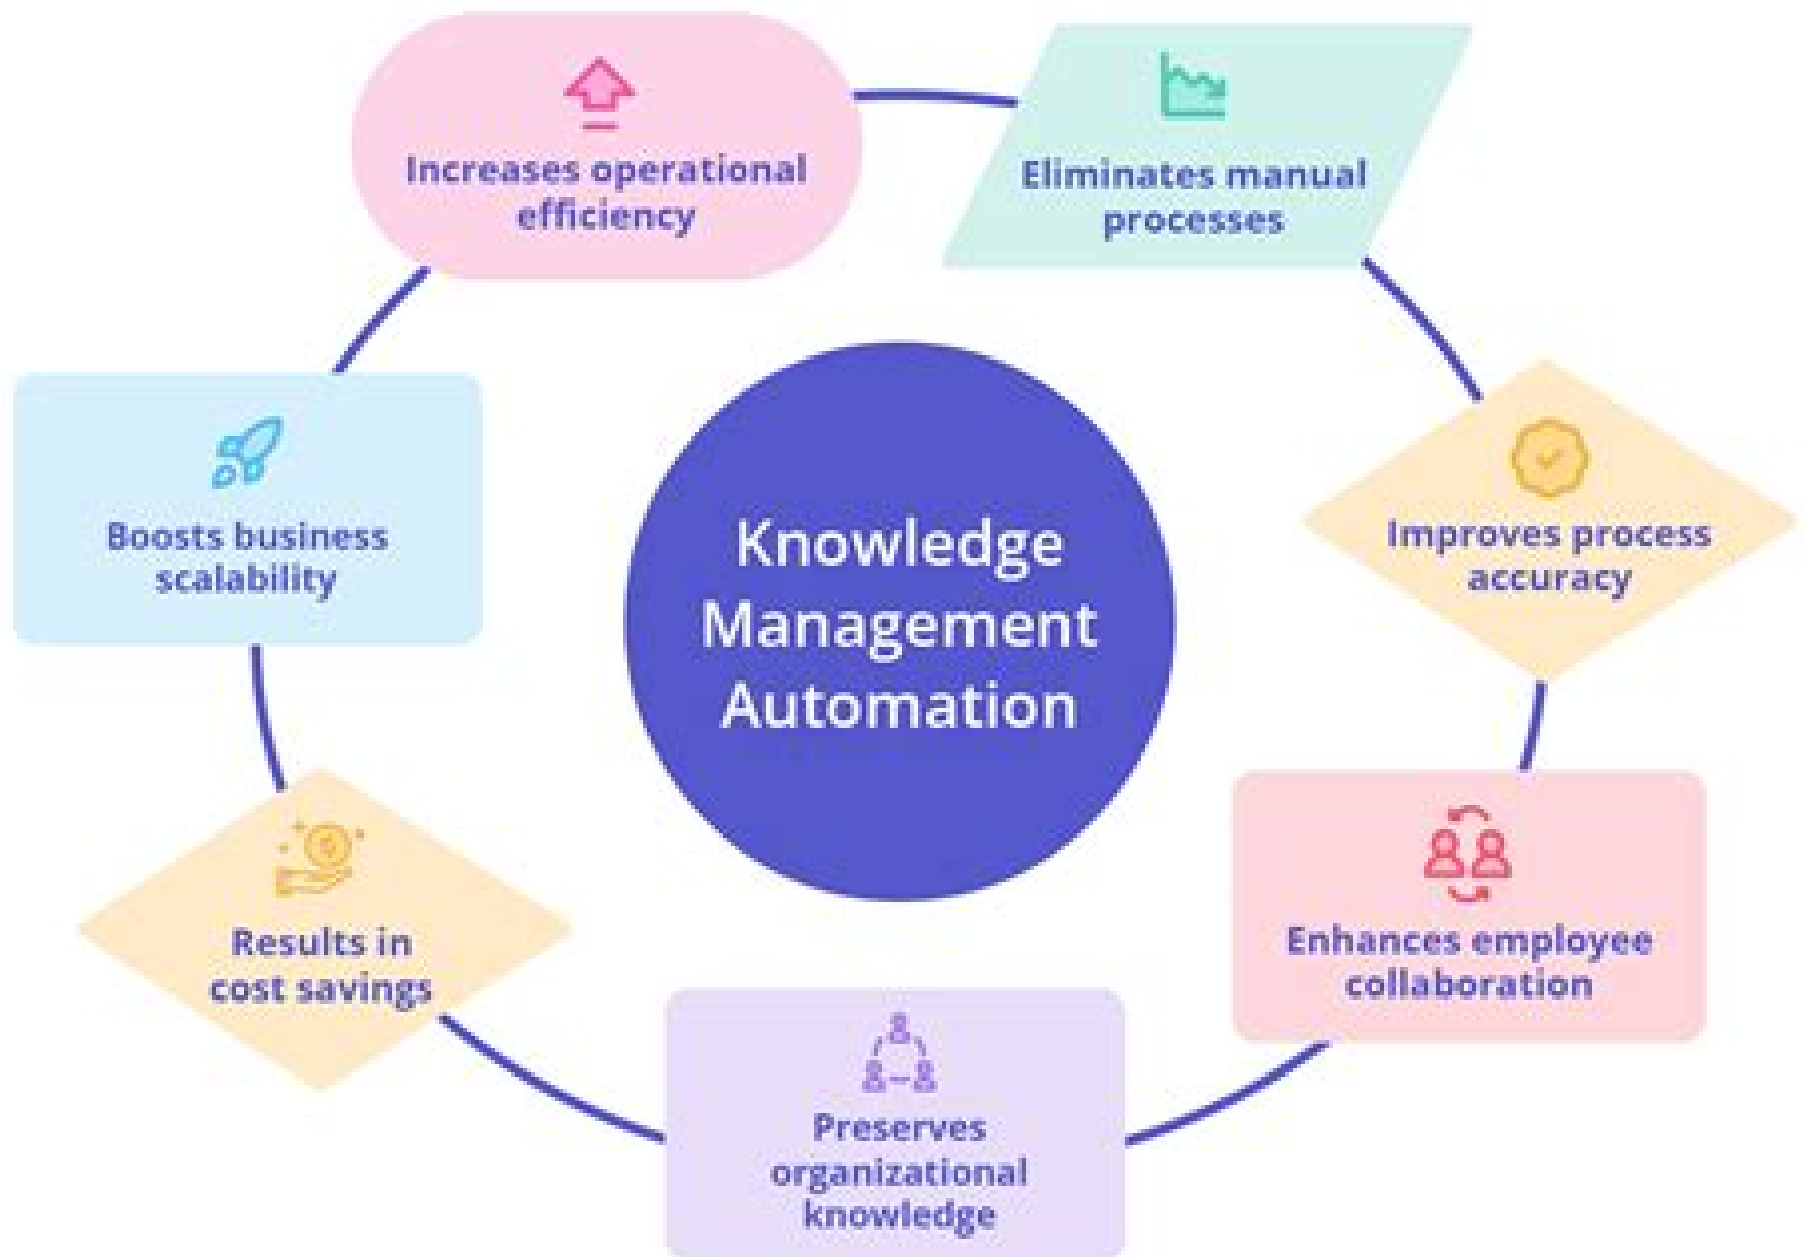 Increases operational
efficiency
Eliminates manual
processes
Boosts business
scalability
Knowledge
Management
Automation
Improves process
accuracy
Results in
cost savings
Enhances employee
collaboration
Preserves
organizational
knowledge